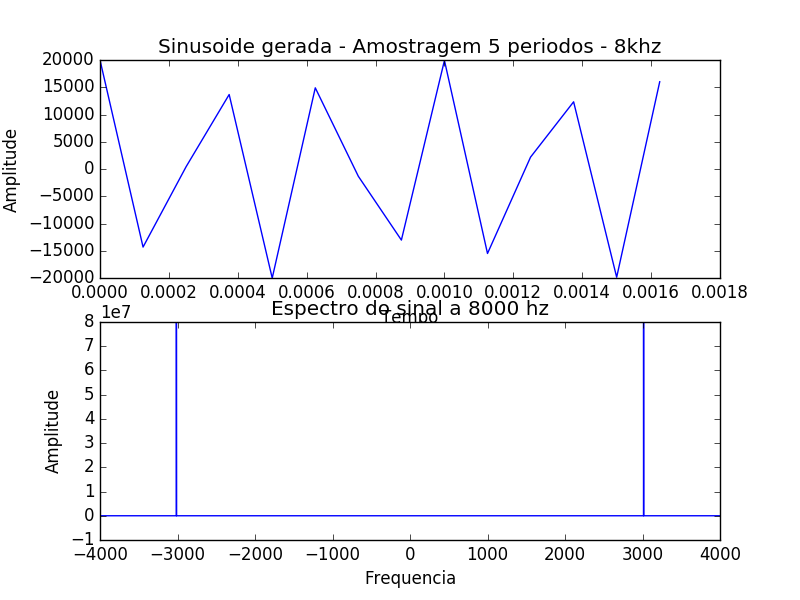 Sinusoide gerada - Amostragem 5 periodos - 8khz
20000
15000
10000
5000
0
−5000
−10000
−15000
−20000
Amplitude
0.0000 0.0002 0.0004 0.0006 0.0008 0.0010 0.0012 0.0014 0.0016 0.0018
Tempo
Espectro do sinal a 8000 hz
1e7
8
7
6
5
4
3
2
1
0
−1
Amplitude
−4000 −3000 −2000 −1000 0 1000 2000 3000 4000
Frequencia